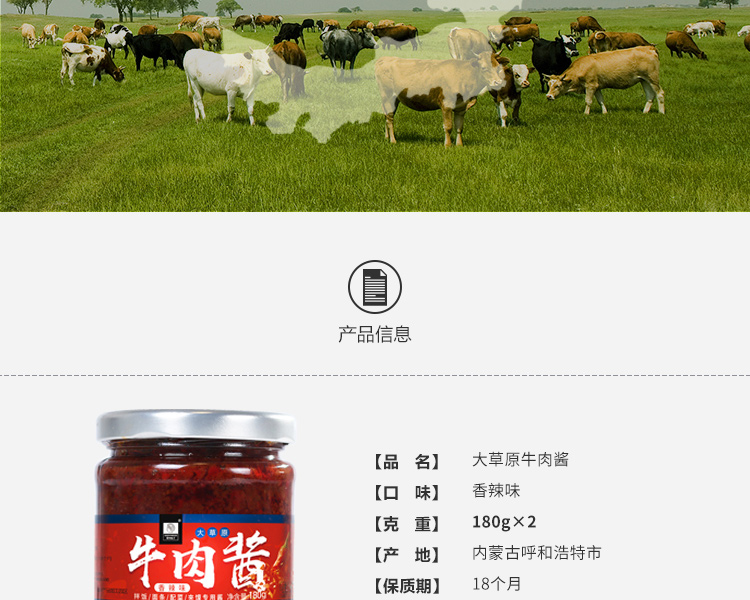 产品信息
大草原
牛肉酱
香辣味
拌饭/面条/配菜/夹馍专用酱 净含量:180g
【品 名】 大草原牛肉酱
【口 味】 香辣味
【克 重】 180g×2
【产 地】 内蒙古呼和浩特市
【保质期】 18个月